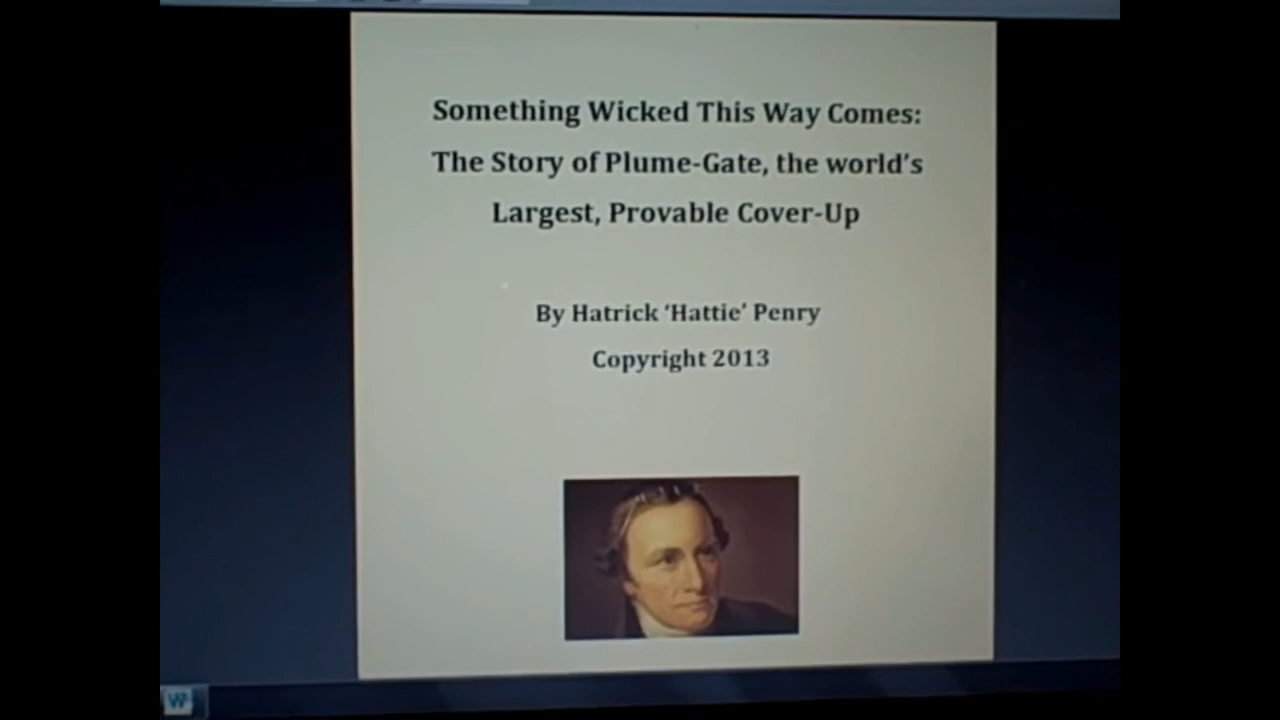 Something Wicked This Way Comes:
The Story of Plume-Gate, the world's
Largest, Provable Cover-Up
By Hatrick 'Hattie' Penry
Copyright 2013
W